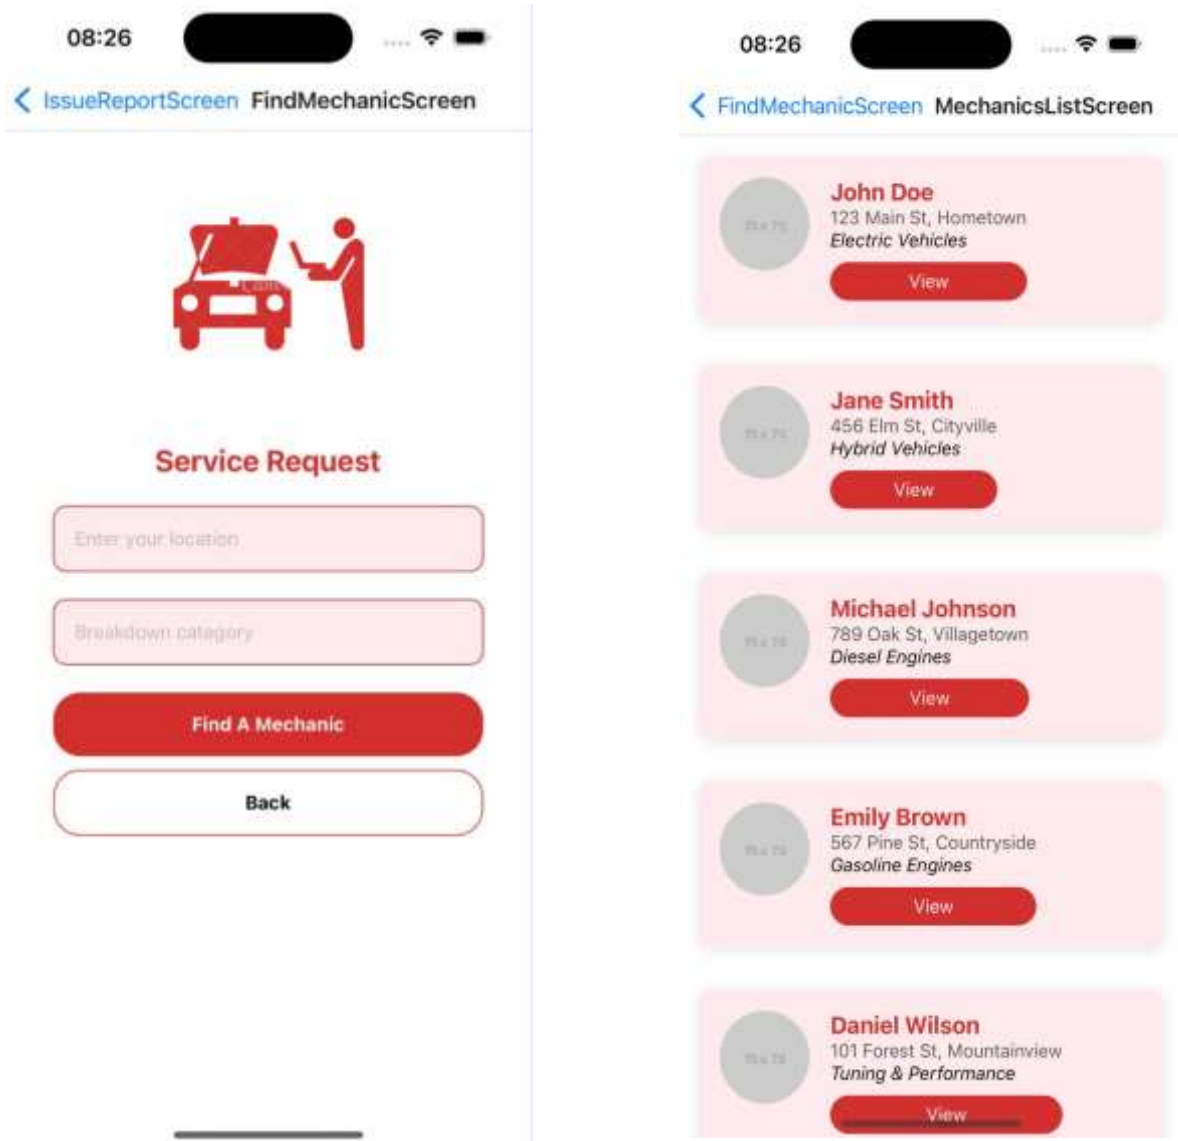 08:26
IssueReportScreen FindMechanicScreen
Service Request
Enter your location
Breakdown category
Find A Mechanic
Back
08:26
FindMechanicScreen MechanicsListScreen
John Doe
123 Main St, Hometown
Electric Vehicles
View
Jane Smith
456 Elm St, Cityville
Hybrid Vehicles
View
Michael Johnson
789 Oak St, Villagetown
Diesel Engines
View
Emily Brown
567 Pine St, Countryside
Gasoline Engines
View
Daniel Wilson
101 Forest St, Mountainview
Tuning & Performance
View